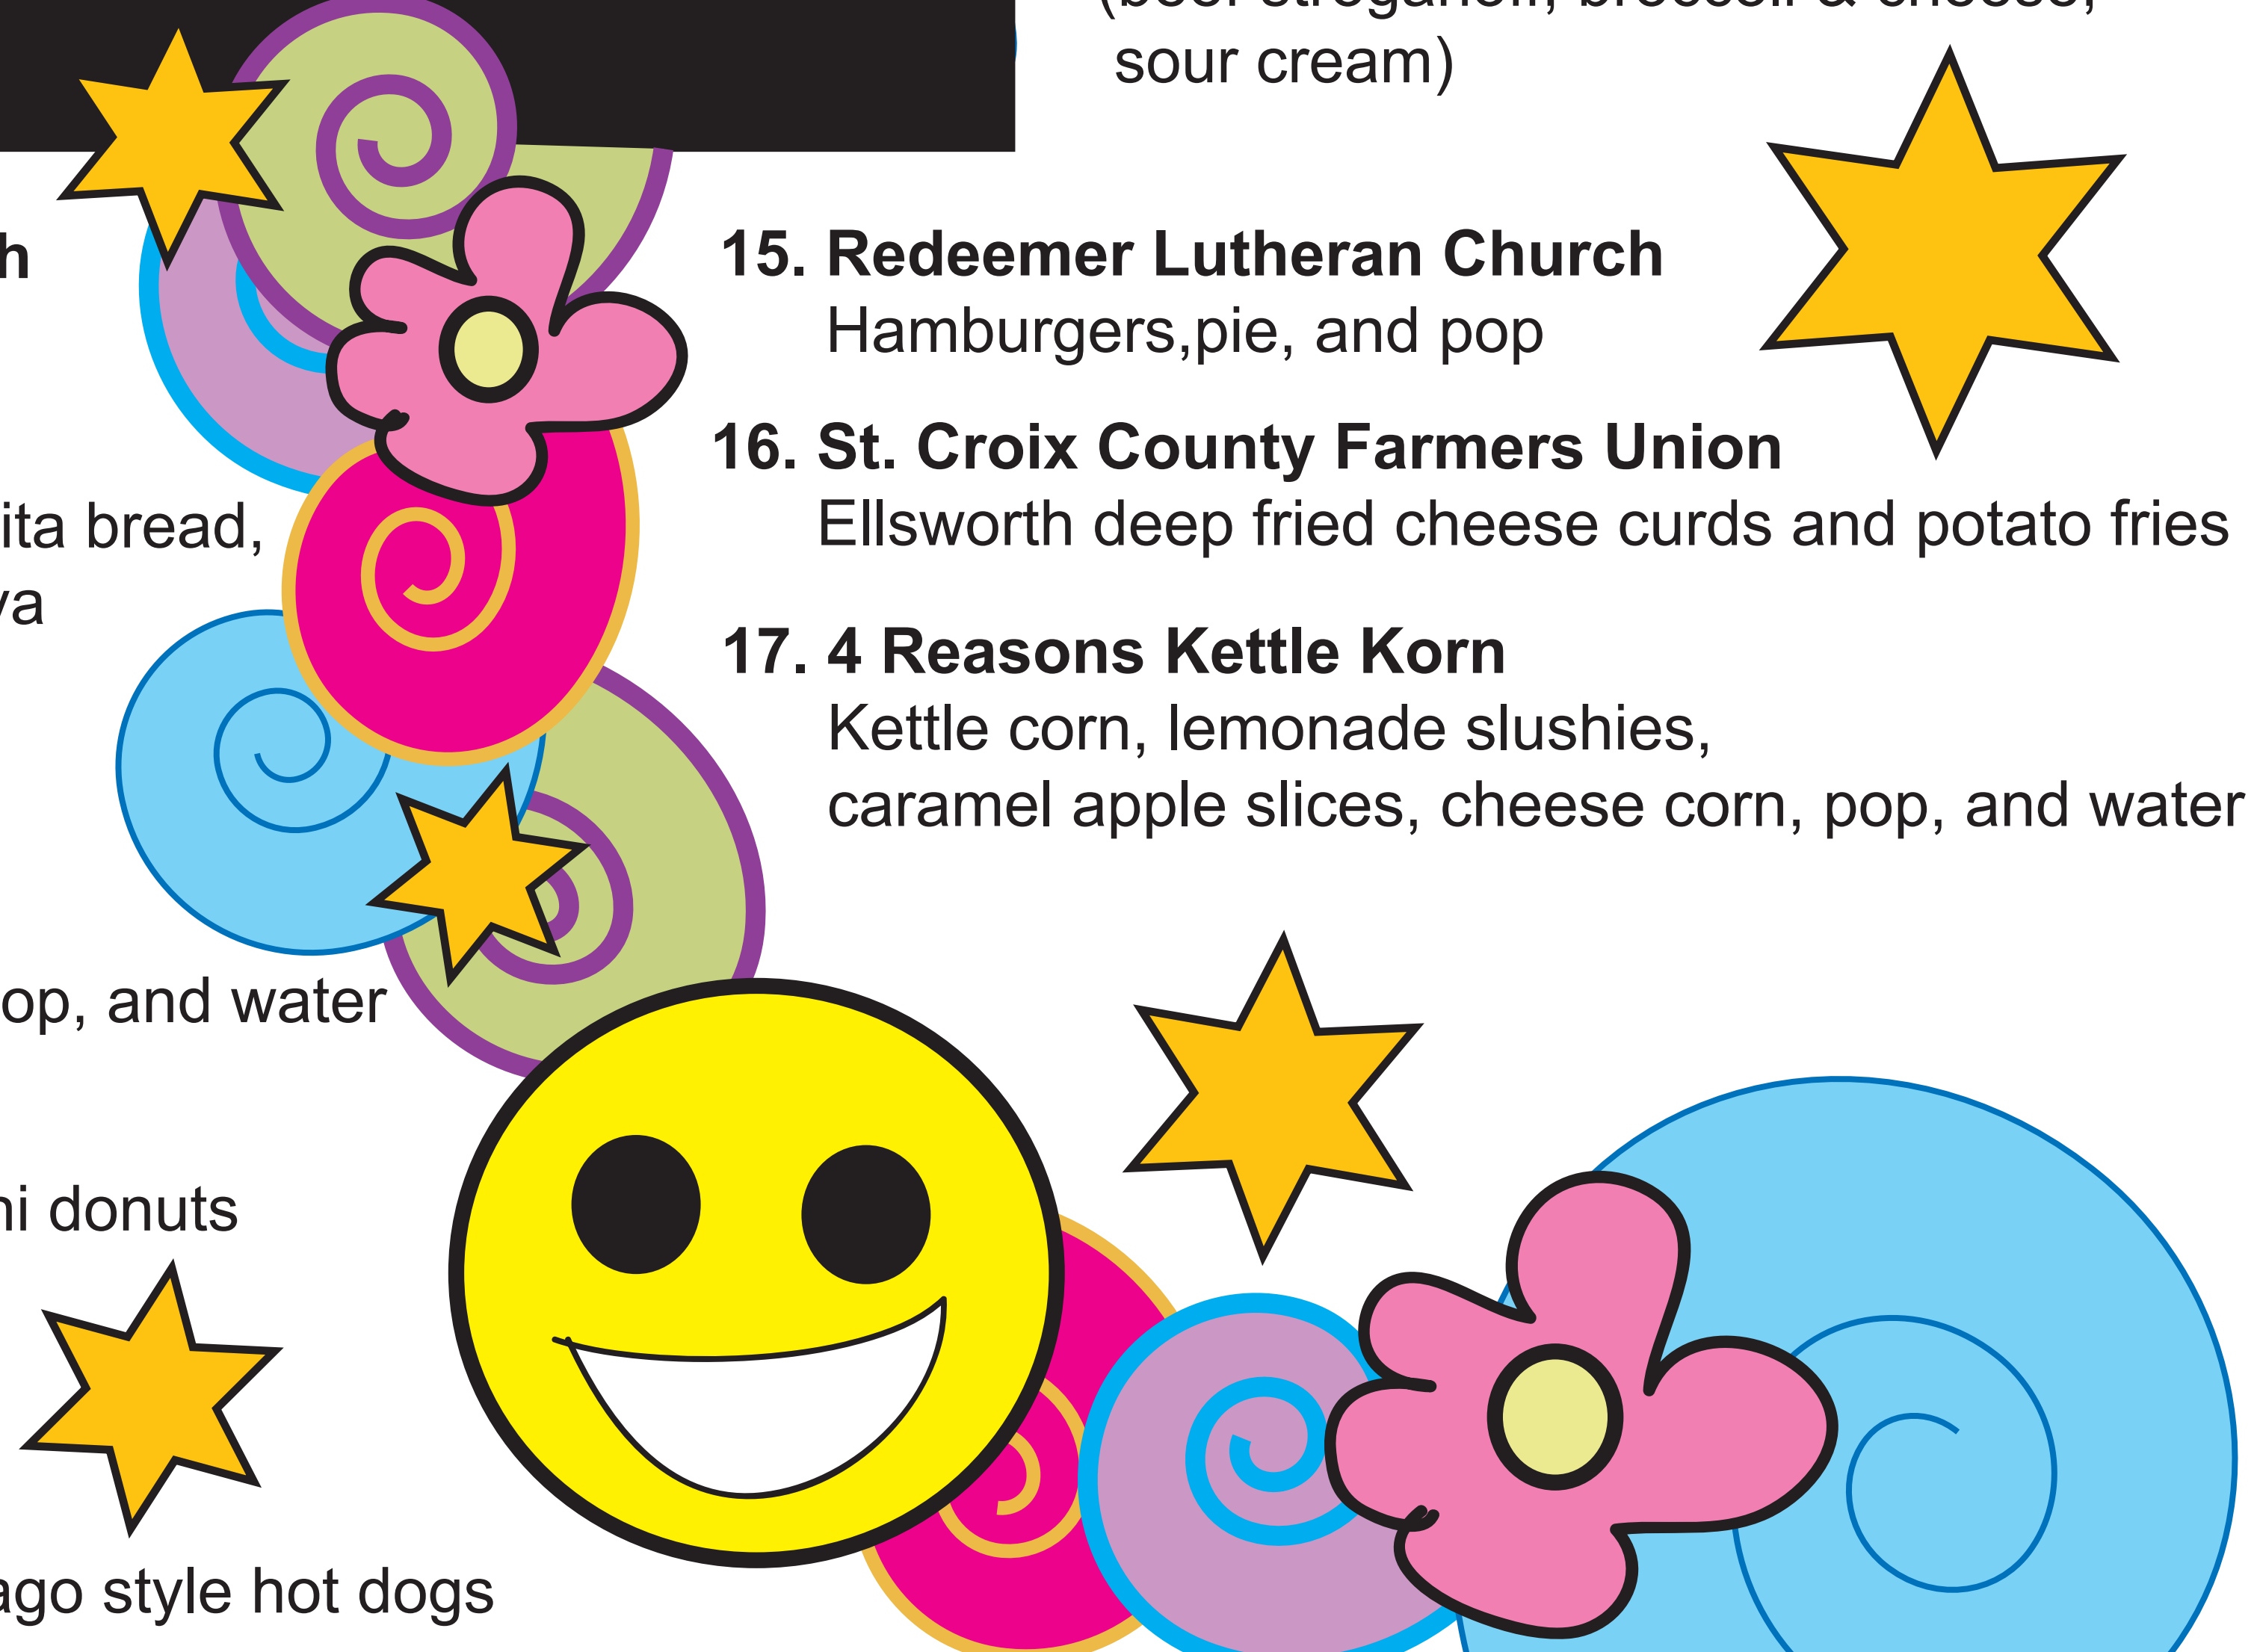 sour cream)
15. Redeemer Lutheran Church
Hamburgers,pie, and pop
16. St. Croix County Farmers Union
Ellsworth deep fried cheese curds and potato fries
17. 4 Reasons Kettle Korn
Kettle corn, lemonade slushies,
caramel apple slices, cheese corn, pop, and water
h
ita bread,
va
op, and water
ni donuts
ago style hot dogs